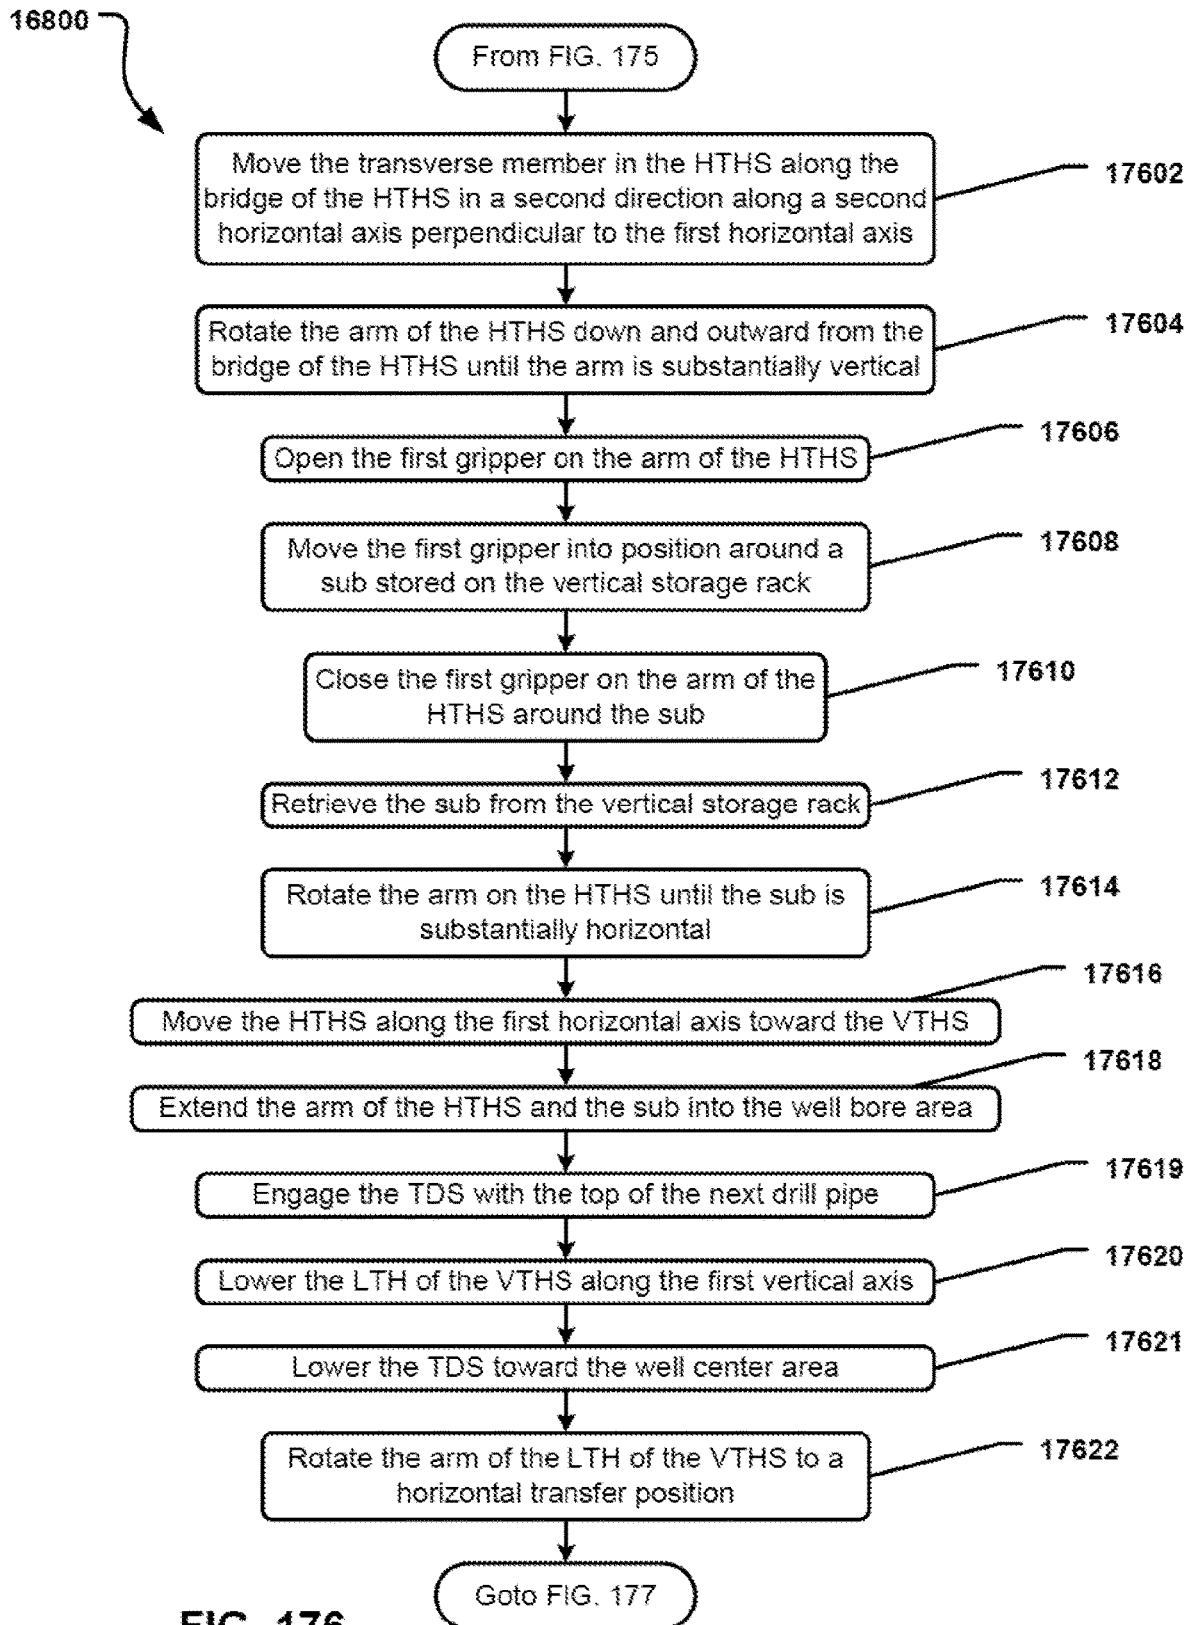 16800
From FIG. 175
Move the transverse member in the HTHS along the
bridge of the HTHS in a second direction along a second
horizontal axis perpendicular to the first horizontal axis
17602
Rotate the arm of the HTHS down and outward from the
bridge of the HTHS until the arm is substantially vertical
17604
Open the first gripper on the arm of the HTHS
17606
Move the first gripper into position around a
sub stored on the vertical storage rack
17608
Close the first gripper on the arm of the
HTHS around the sub
17610
Retrieve the sub from the vertical storage rack
17612
Rotate the arm on the HTHS until the sub is
substantially horizontal
17614
Move the HTHS along the first horizontal axis toward the VTHS
17616
Extend the arm of the HTHS and the sub into the well bore area
17618
Engage the TDS with the top of the next drill pipe
17619
Lower the LTH of the VTHS along the first vertical axis
17620
Lower the TDS toward the well center area
17621
Rotate the arm of the LTH of the VTHS to a
horizontal transfer position
17622
Goto FIG. 177
FIG. 176